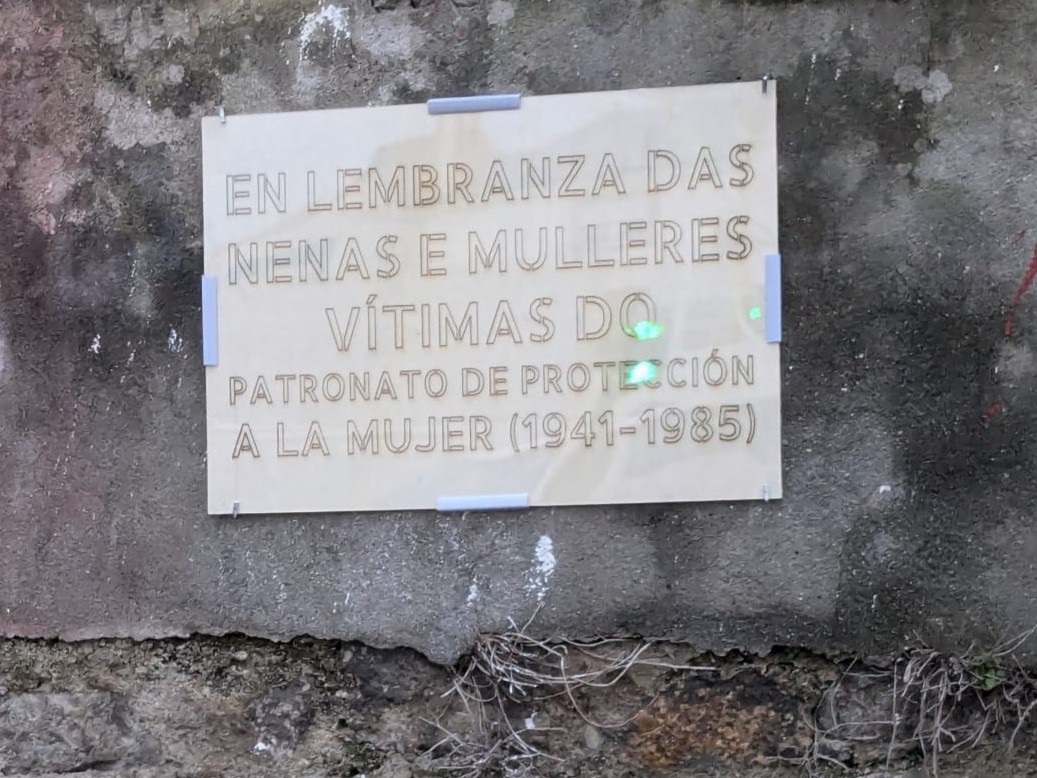 EN LEMBRANZA DAS
NENAS E MULLERES
VÍTIMAS DO
PATRONATO DE PROTECCIÓN
A LA MUJER (1941-1985)